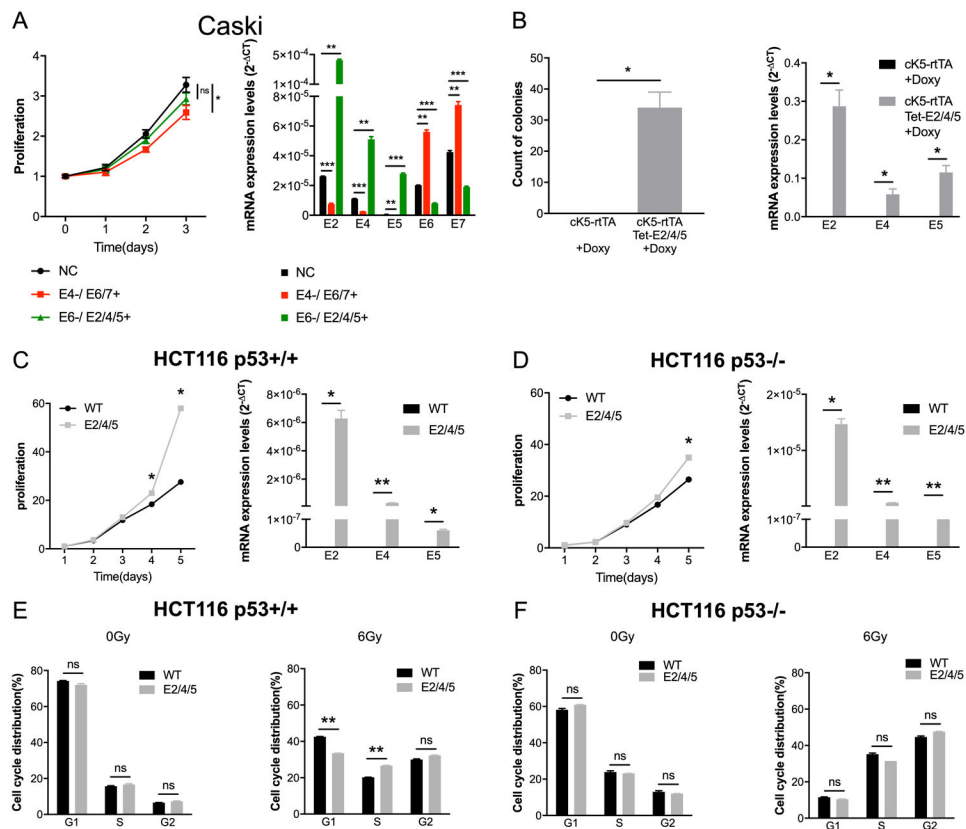 A
Caski
Proliferation
4
3
2
1
0
0 1 2 3
Time(days)
ns
*
NC
E4-/ E6/7+
E6-/ E2/4/5+
mRNA expression levels (2-ΔCT)
5×10-4
4×10-4
10×10-5
8×10-5
6×10-5
4×10-5
2×10-5
0
** *** ** *** *** ** ** *** ** ***
E2 E4 E5 E6 E7
NC
E4-/ E6/7+
E6-/ E2/4/5+
B
Count of colonies
50
40
30
20
10
0
*
cK5-rtTA
+Doxy
cK5-rtTA
Tet-E2/4/5
+Doxy
mRNA expression levels (2-ΔCT)
0.4
0.3
0.2
0.1
0.0
* * *
E2 E4 E5
cK5-rtTA
+Doxy
cK5-rtTA
Tet-E2/4/5
+Doxy
C
HCT116 p53+/+
WT
E2/4/5
proliferation
60
40
20
0
1 2 3 4 5
Time(days)
* *
mRNA expression levels (2-ΔCT)
8×10-6
6×10-6
4×10-6
2×10-6
1×10-7
0
* ** *
E2 E4 E5
WT
E2/4/5
D
HCT116 p53-/-
WT
E2/4/5
proliferation
60
40
20
0
1 2 3 4 5
Time(days)
*
mRNA expression levels (2-ΔCT)
2×10-5
1×10-5
1×10-7
0
* ** **
E2 E4 E5
WT
E2/4/5
E
HCT116 p53+/+
0Gy
Cell cycle distribution(%)
80
60
40
20
0
ns ns ns
G1 S G2
WT
E2/4/5
6Gy
Cell cycle distribution(%)
80
60
40
20
0
** ** ns
G1 S G2
WT
E2/4/5
F
HCT116 p53-/-
0Gy
Cell cycle distribution(%)
80
60
40
20
0
ns ns ns
G1 S G2
WT
E2/4/5
6Gy
Cell cycle distribution(%)
80
60
40
20
0
ns ns ns
G1 S G2
WT
E2/4/5